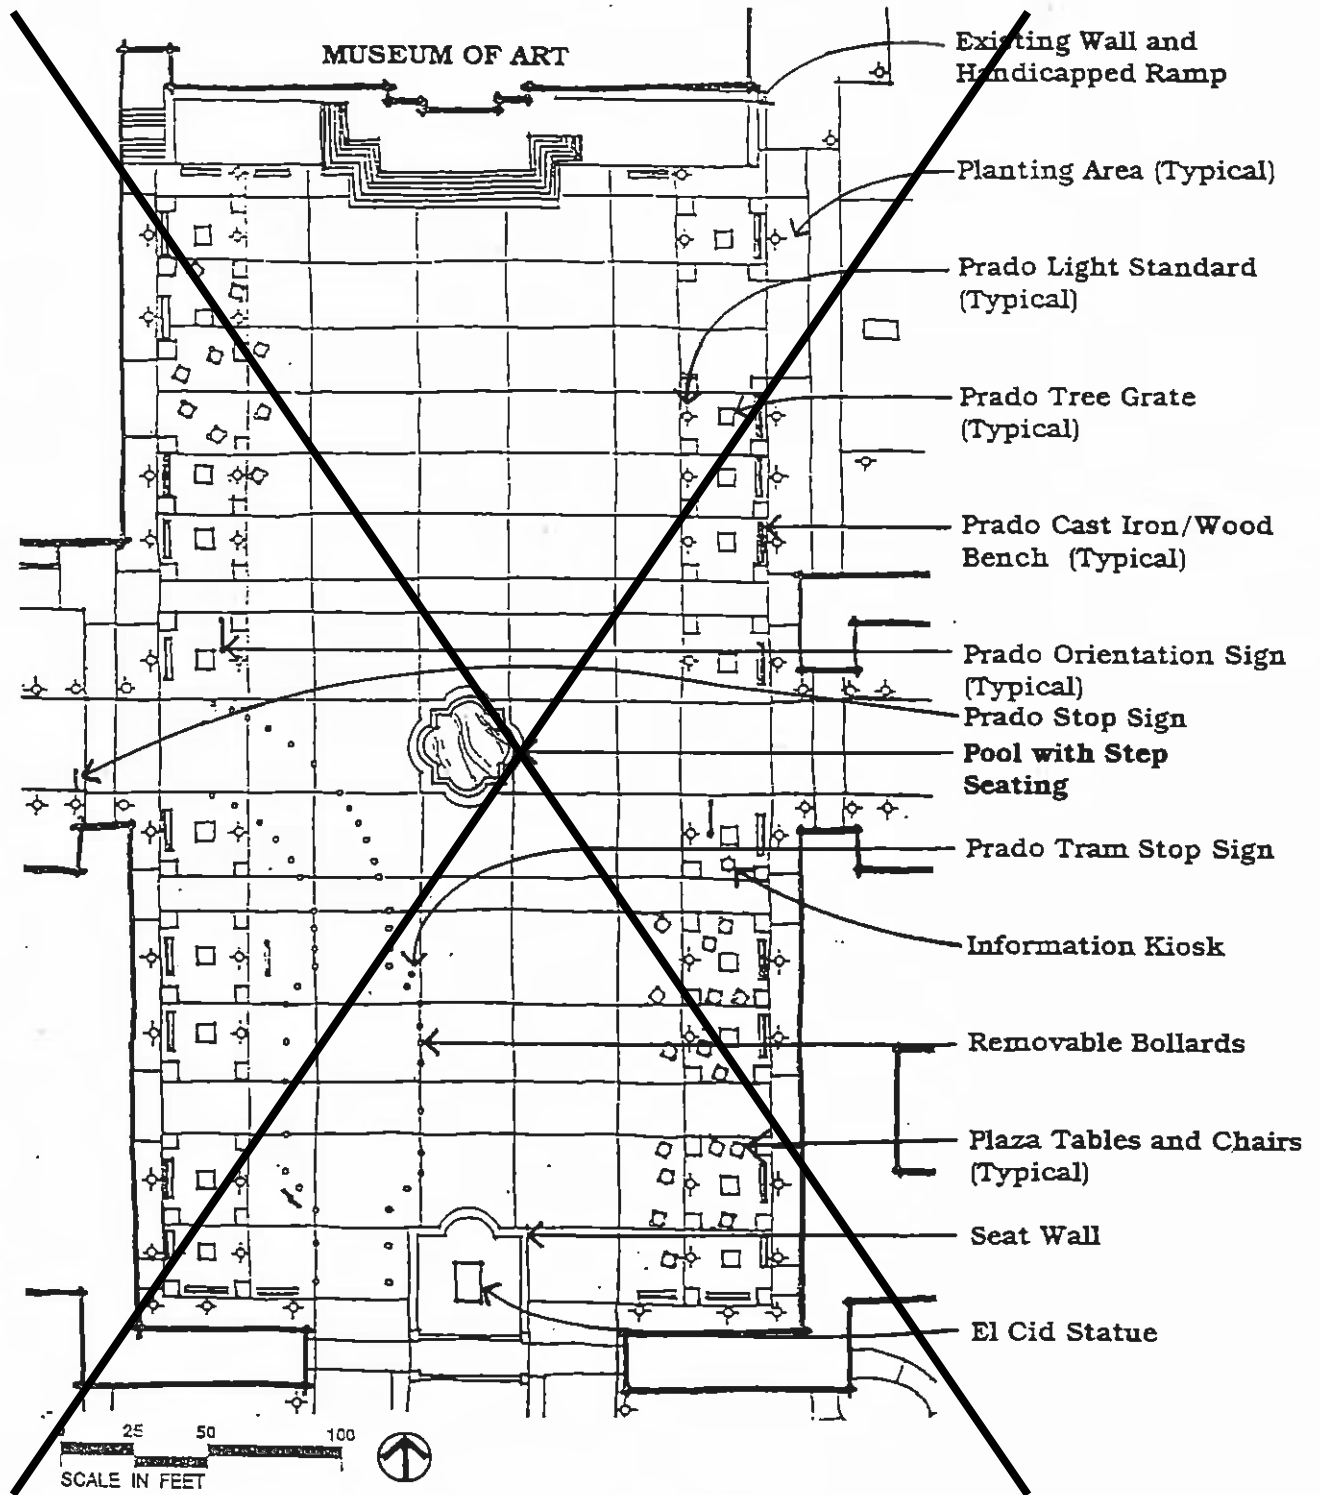 MUSEUM OF ART
Existing Wall and
Handicapped Ramp
Planting Area (Typical)
Prado Light Standard
(Typical)
Prado Tree Grate
(Typical)
Prado Cast Iron/Wood
Bench (Typical)
Prado Orientation Sign
(Typical)
Prado Stop Sign
Pool with Step
Seating
Prado Tram Stop Sign
Information Kiosk
Removable Bollards
Plaza Tables and Chairs
(Typical)
Seat Wall
El Cid Statue
25 50 100
SCALE IN FEET